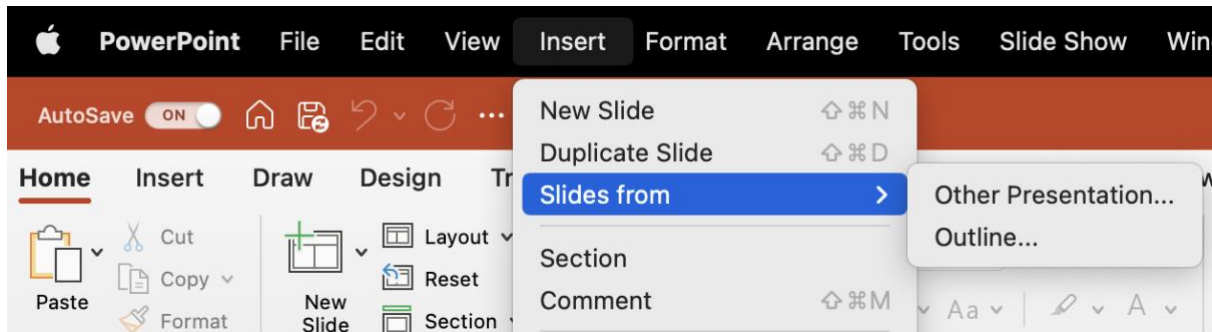 PowerPoint File Edit View Insert Format Arrange Tools Slide Show
AutoSave ON
New Slide ⇧⌘N
Duplicate Slide ⇧⌘D
Slides from
Other Presentation...
Outline...
Section
Comment ⇧⌘M
Home Insert Draw Design
Paste
Cut
Copy
Format
New
Slide
Layout
Reset
Section
Aa A